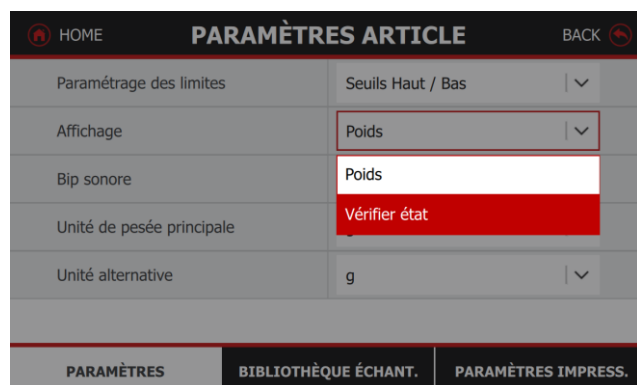 HOME PARAMÈTRES ARTICLE BACK
Paramétrage des limites Seuils Haut / Bas
Affichage Poids
Poids
Bip sonore
Vérifier état
Unité de pesée principale
Unité alternative g
PARAMÈTRES BIBLIOTHÈQUE ÉCHANT. PARAMÈTRES IMPRESS.